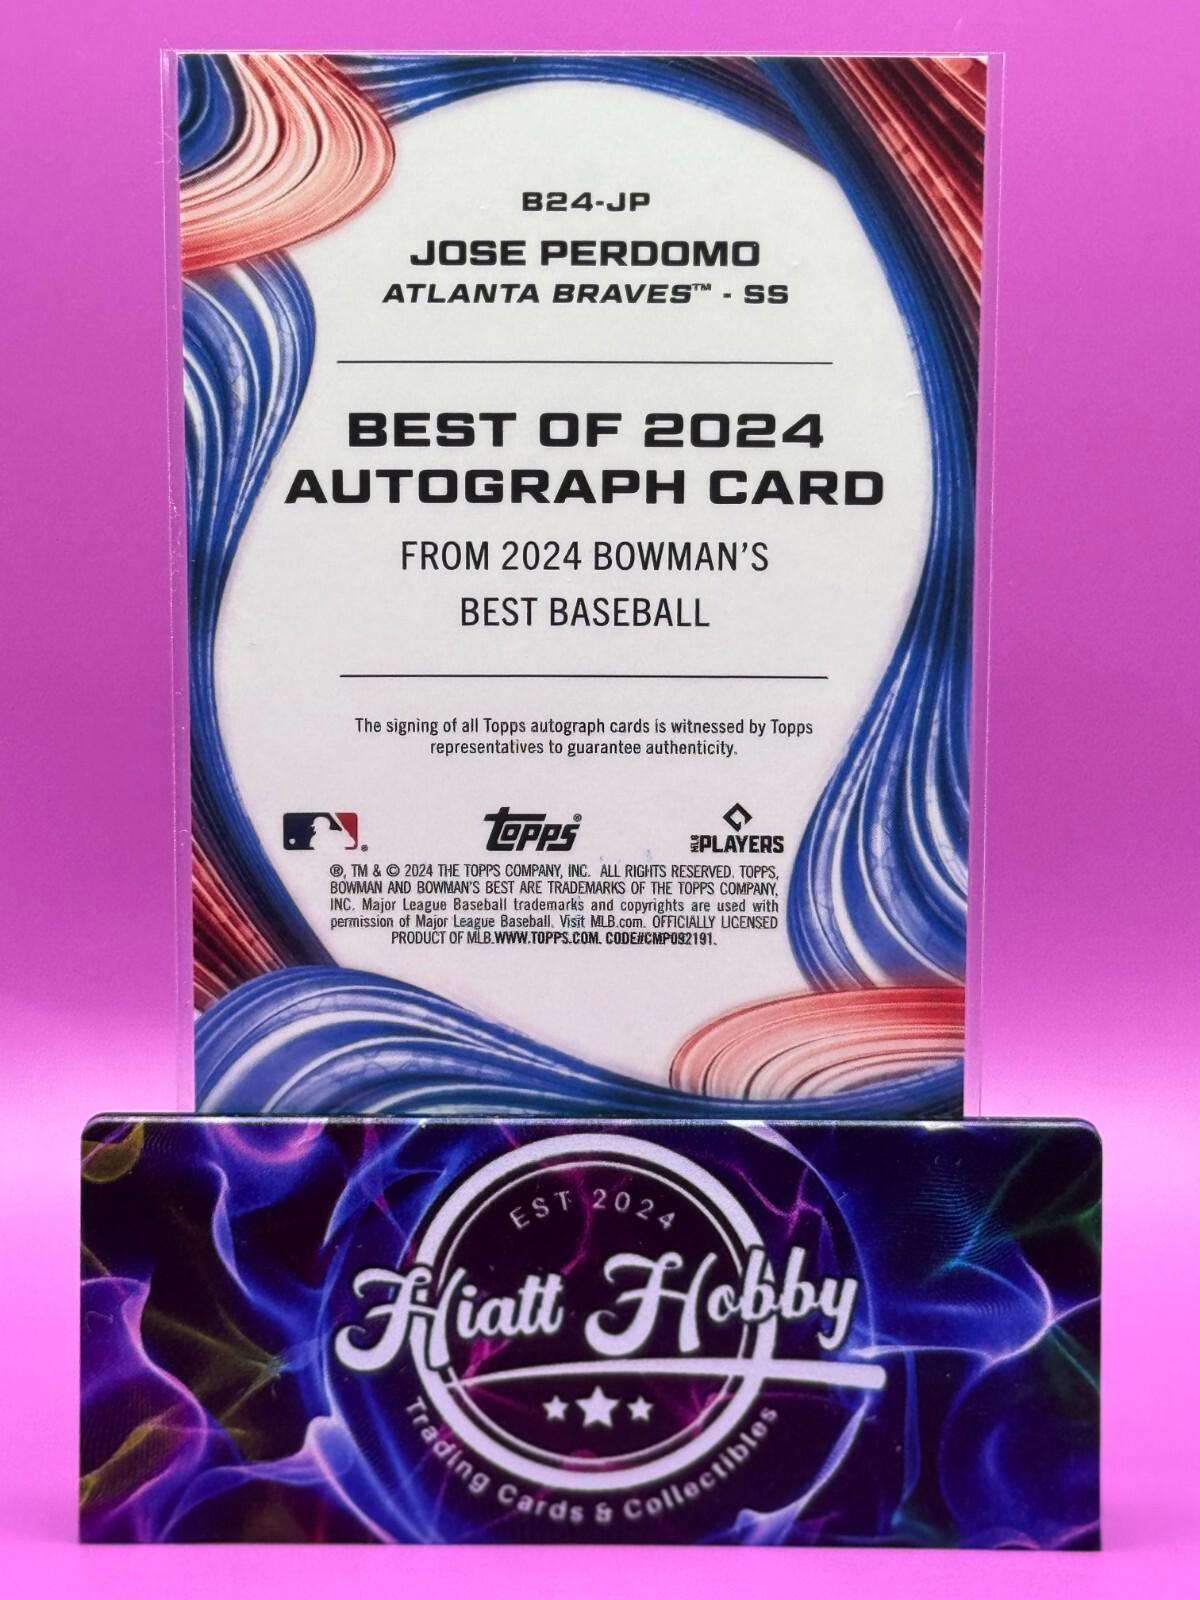 B24-JP
JOSE PERDOMO
ATLANTA BRAVES™ - SS
BEST OF 2024
AUTOGRAPH CARD
FROM 2024 BOWMAN'S
BEST BASEBALL
The signing of all Topps autograph cards is witnessed by Topps
representatives to guarantee authenticity.
topps® MLB PLAYERS
®, TM & © 2024 THE TOPPS COMPANY, INC. ALL RIGHTS RESERVED. TOPPS,
BOWMAN AND BOWMAN'S BEST ARE TRADEMARKS OF THE TOPPS COMPANY,
INC. Major League Baseball trademarks and copyrights are used with
permission of Major League Baseball. Visit MLB.com. OFFICIALLY LICENSED
PRODUCT OF MLB.WWW.TOPPS.COM. CODE#CMP092191.
EST 2024
Hiatt Hobby
Trading Cards & Collectibles